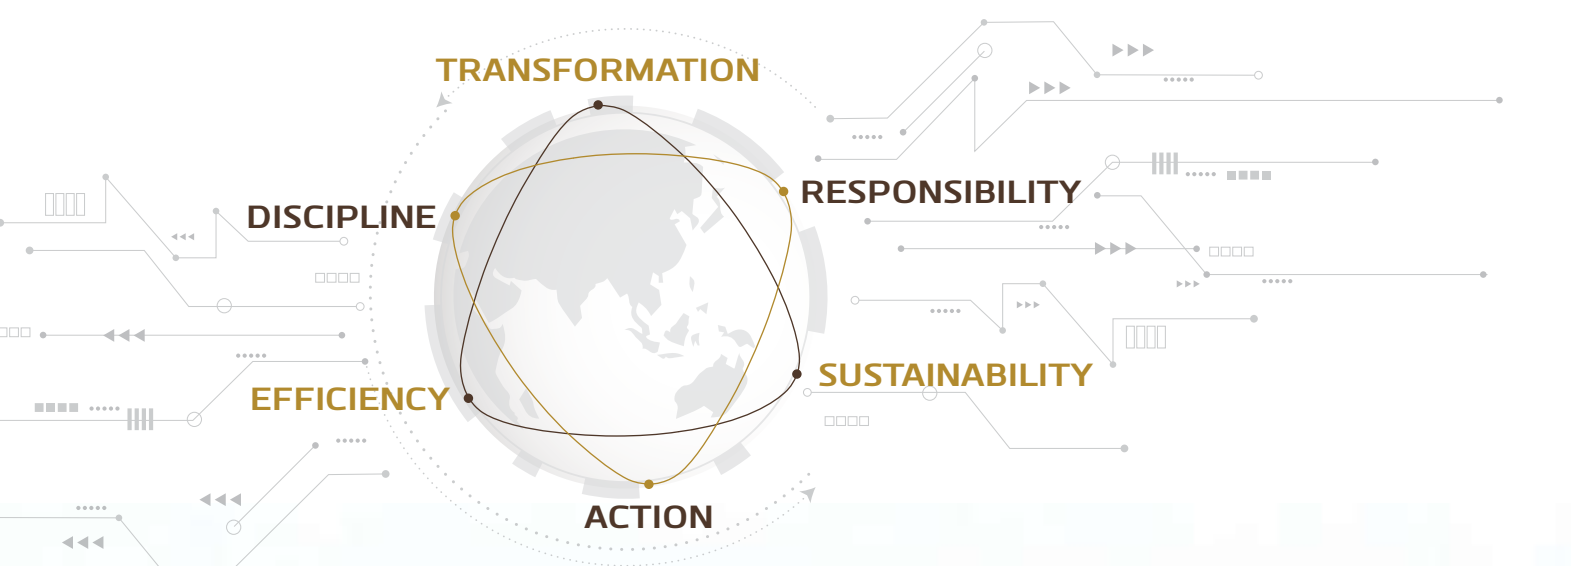 TRANSFORMATION
RESPONSIBILITY
DISCIPLINE
SUSTAINABILITY
EFFICIENCY
ACTION